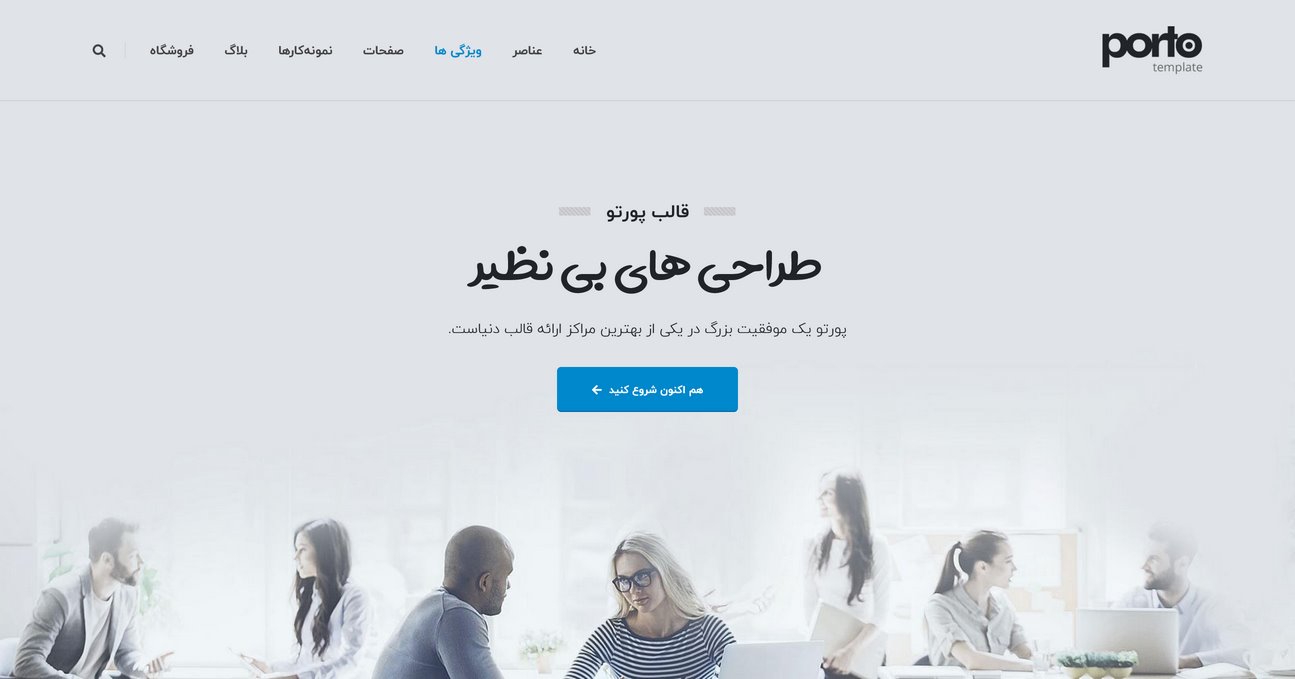 porto
template
خانه
عناصر
ویژگی ها
صفحات
نمونه‌کارها
بلاگ
فروشگاه
قالب پورتو
طراحی های بی نظیر
پورتو یک موفقیت بزرگ در یکی از بهترین مراکز ارائه قالب دنیاست.
هم اکنون شروع کنید